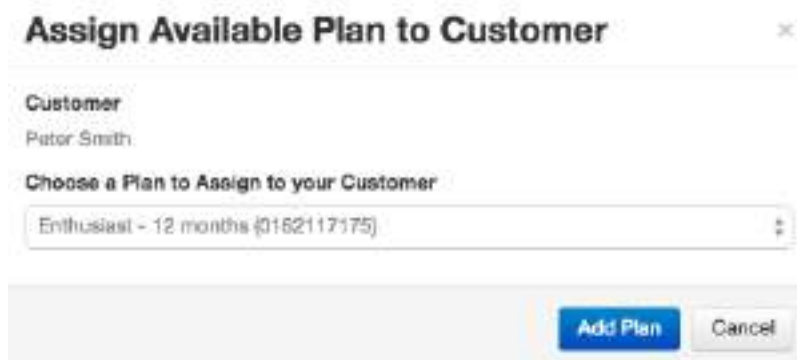 Assign Available Plan to Customer
Customer
Peter Smith
Choose a Plan to Assign to your Customer
Enthusiast - 12 months (0162117175)
Add Plan Cancel